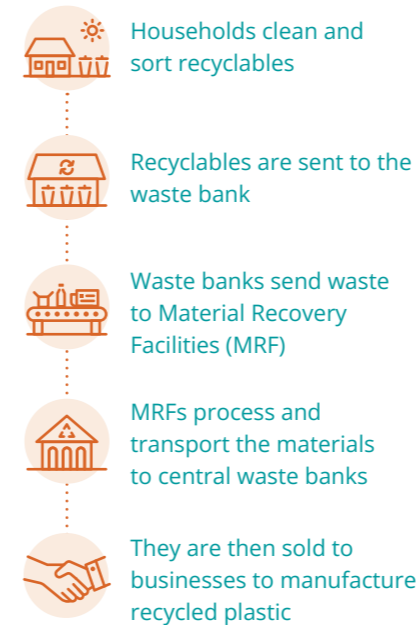 Households clean and
sort recyclables
Recyclables are sent to the
waste bank
Waste banks send waste
to Material Recovery
Facilities (MRF)
MRFs process and
transport the materials
to central waste banks
They are then sold to
businesses to manufacture
recycled plastic